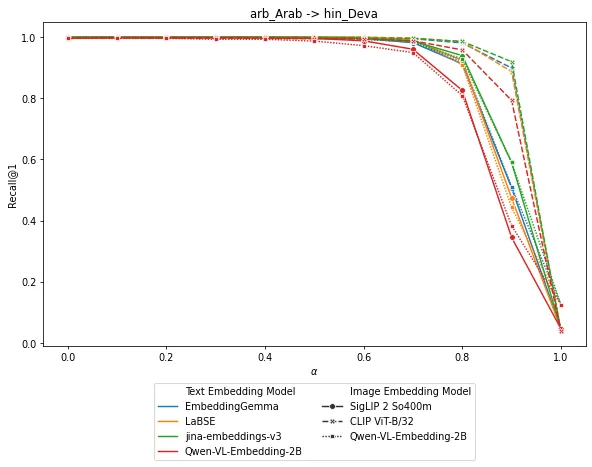 arb_Arab -> hin_Deva
1.0
0.8
0.6
0.4
0.2
0.0
Recall@1
0.0 0.2 0.4 0.6 0.8 1.0
α
Text Embedding Model Image Embedding Model
EmbeddingGemma SigLIP 2 So400m
LaBSE CLIP ViT-B/32
jina-embeddings-v3 Qwen-VL-Embedding-2B
Qwen-VL-Embedding-2B